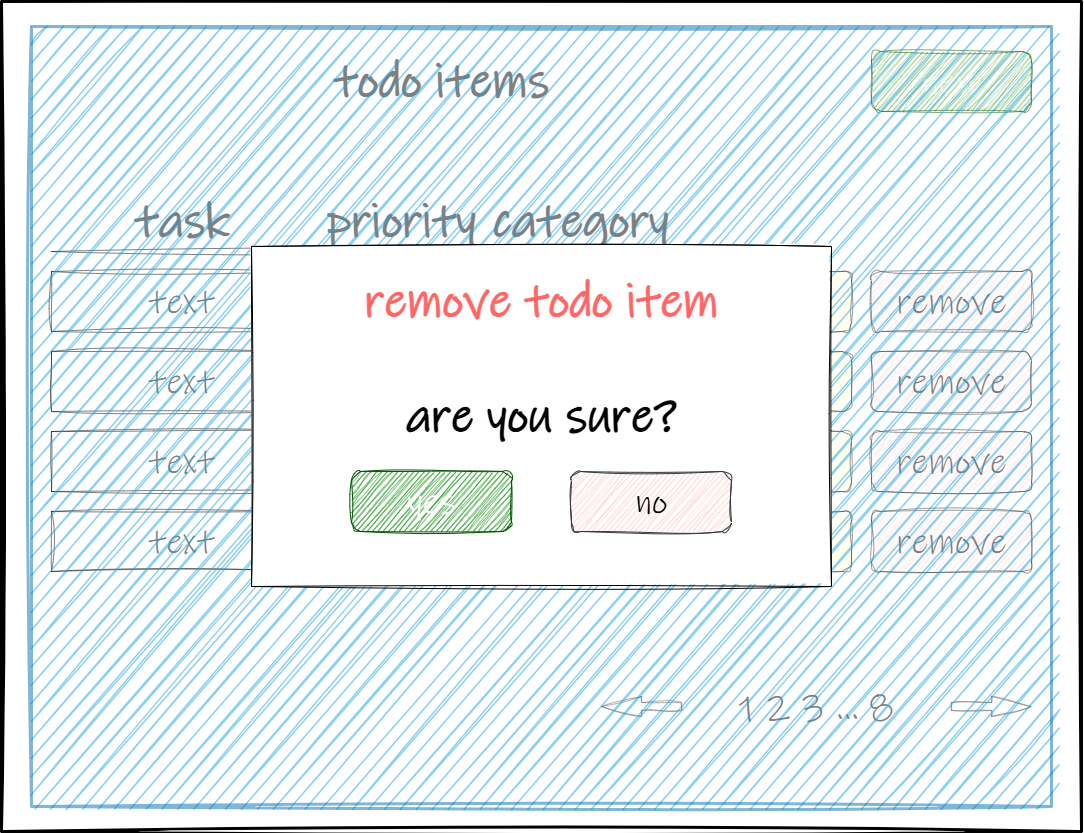 todo items
task priority category
remove todo item
text remove
text remove
are you sure?
text remove
yes no
text remove
1 2 3 ... 8